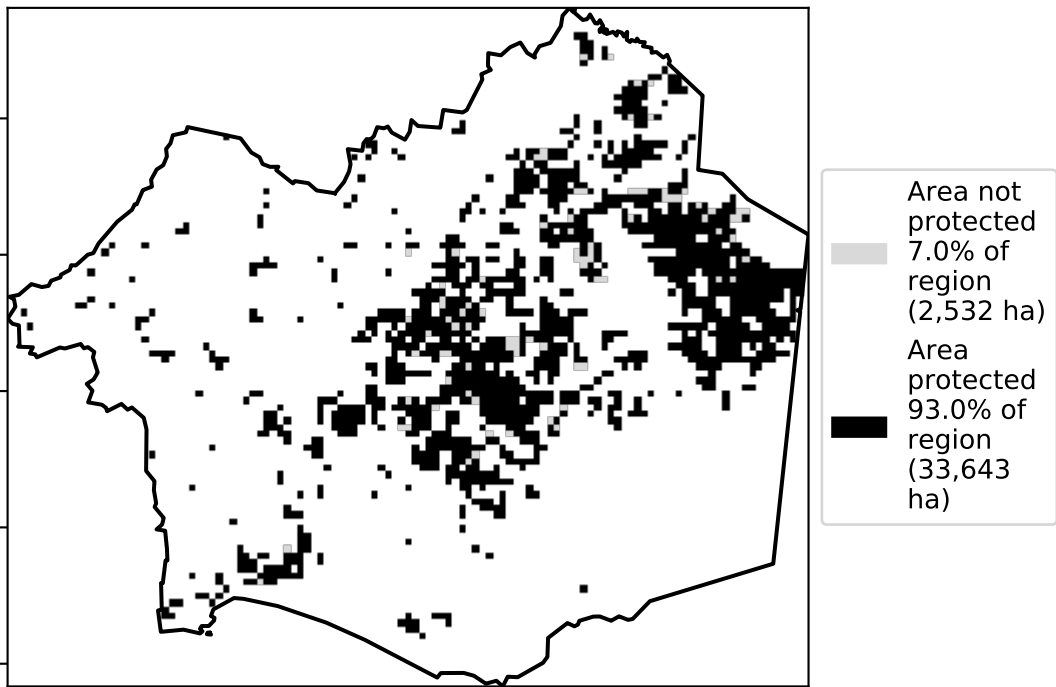 Area not
protected
7.0% of
region
(2,532 ha)
Area
protected
93.0% of
region
(33,643
ha)